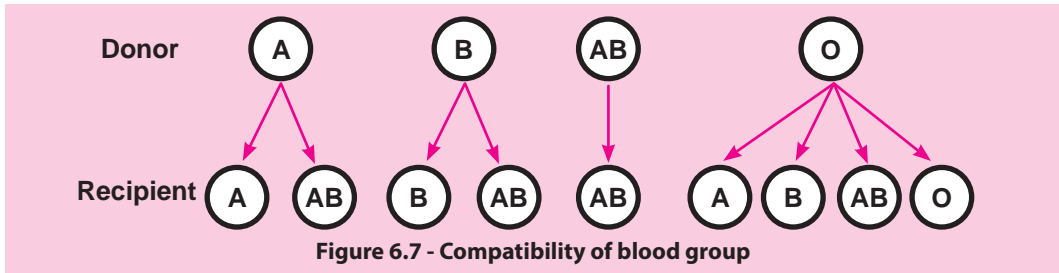 Donor A B AB O
Recipient A AB B AB AB A B AB O
Figure 6.7 - Compatibility of blood group